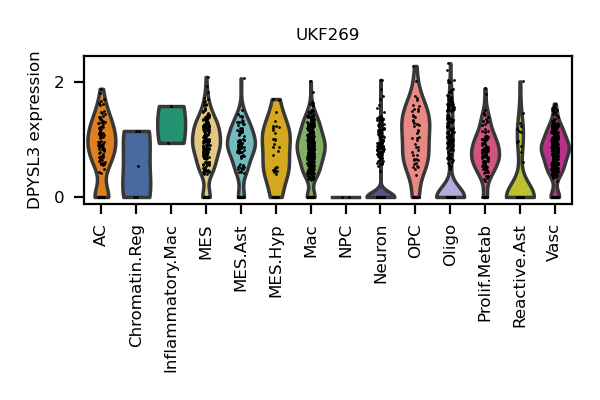 UKF269
DPYSL3 expression
2
0
AC
Chromatin.Reg
Inflammatory.Mac
MES
MES.Ast
MES.Hyp
Mac
NPC
Neuron
OPC
Oligo
Prolif.Metab
Reactive.Ast
Vasc